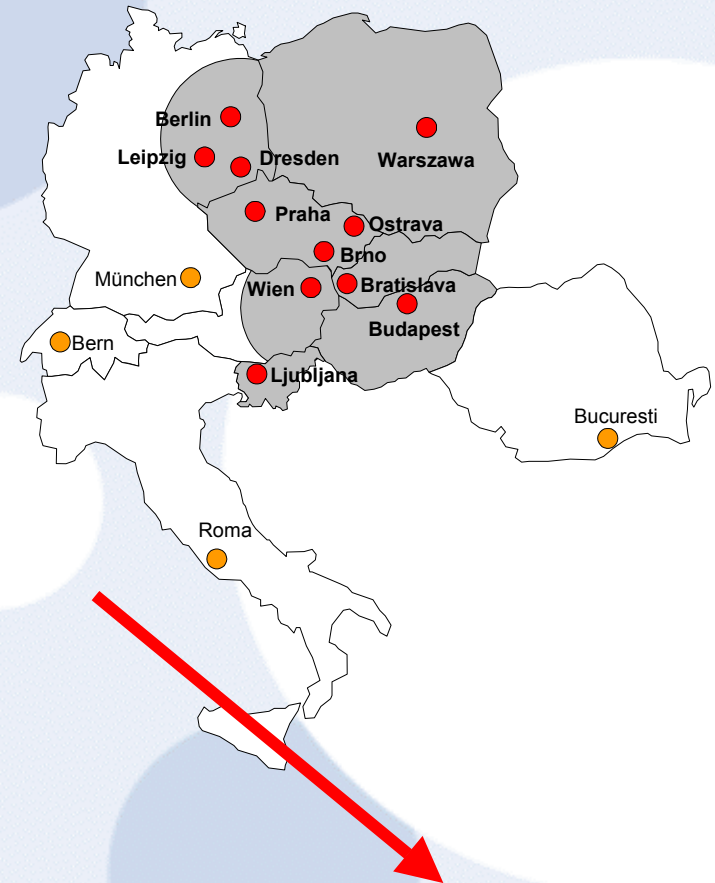 Berlin
Leipzig
Dresden
Warszawa
Praha
Ostrava
Brno
München
Wien
Bratislava
Budapest
Bern
Ljubljana
Bucuresti
Roma